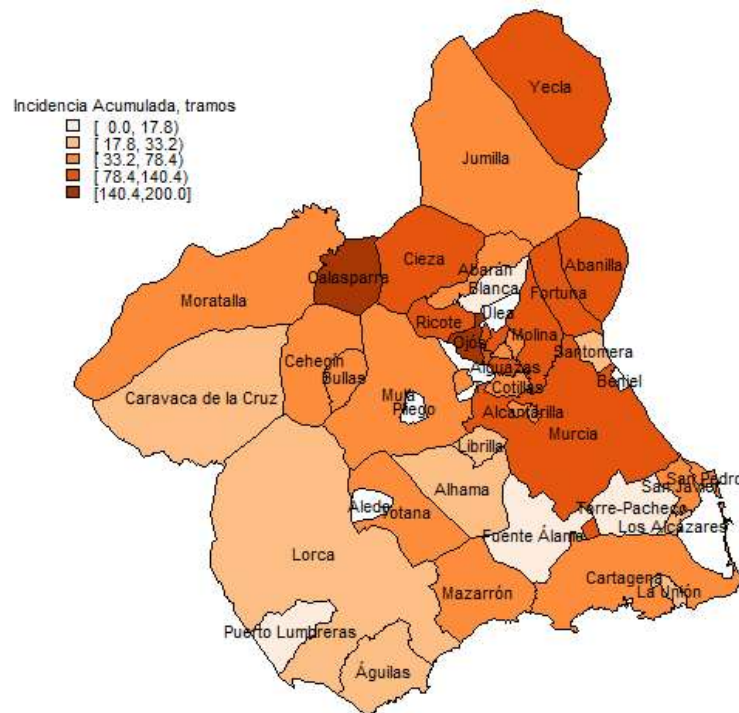 Incidencia Acumulada, tramos
[ 0.0, 17.8)
[ 17.8, 33.2)
[ 33.2, 78.4)
[ 78.4,140.4)
[140.4,200.0]
Yecla
Jumilla
Cieza
Abarán
Abanilla
Calasparra
Blanca
Fortuna
Moratalla
Ulea
Ricote
Molina
Ojós
Santomera
Cehegín
Bullas
Alguazas
Beniel
T. Cotillas
Caravaca de la Cruz
Mula
Pliego
Alcantarilla
Murcia
Librilla
San Pedro
Alhama
San Javier
Aledo
Totana
Torre-Pacheco
Los Alcázares
Fuente Álamo
Lorca
Cartagena
Mazarrón
La Unión
Puerto Lumbreras
Águilas